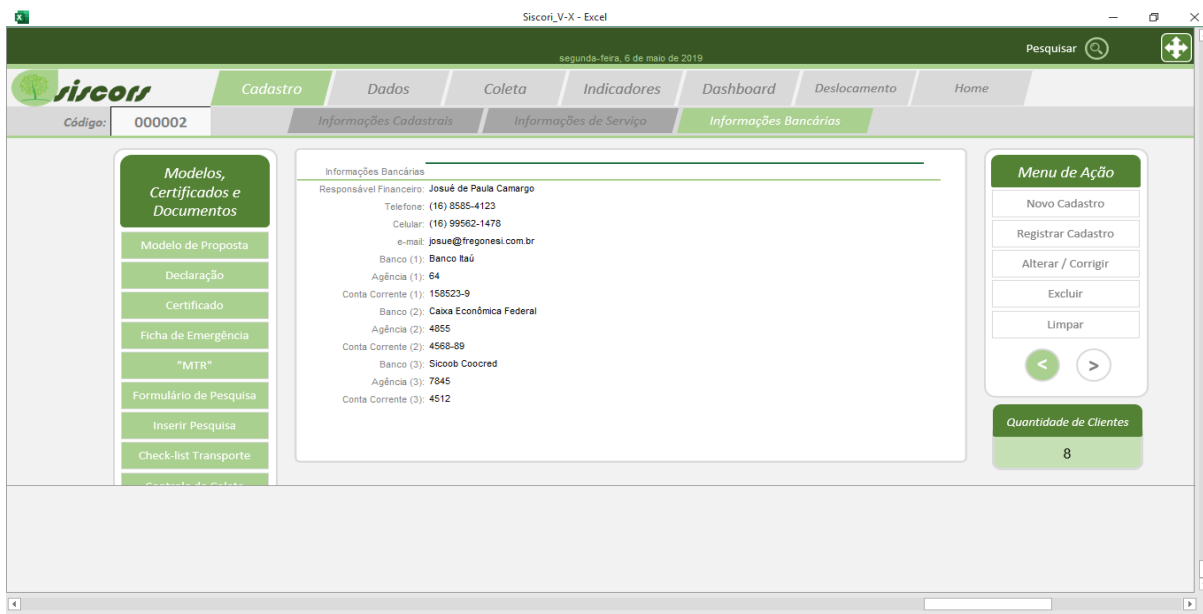 Siscori_V-X - Excel
Pesquisar
segunda-feira, 6 de maio de 2019
siscors
Cadastro Dados Coleta Indicadores Dashboard Deslocamento Home
Código: 000002 Informações Cadastrais Informações de Serviço Informações Bancárias
Modelos,
Certificados e
Documentos
Modelo de Proposta
Declaração
Certificado
Ficha de Emergência
"MTR"
Formulário de Pesquisa
Inserir Pesquisa
Check-list Transporte
Controle de Coleta
Informações Bancárias
Responsável Financeiro: Josué de Paula Camargo
Telefone: (16) 8585-4123
Celular: (16) 99562-1478
e-mail: josue@fregonesi.com.br
Banco (1): Banco Itaú
Agência (1): 64
Conta Corrente (1): 158523-9
Banco (2): Caixa Econômica Federal
Agência (2): 4855
Conta Corrente (2): 4568-89
Banco (3): Sicoob Coocred
Agência (3): 7845
Conta Corrente (3): 4512
Menu de Ação
Novo Cadastro
Registrar Cadastro
Alterar / Corrigir
Excluir
Limpar
< >
Quantidade de Clientes
8